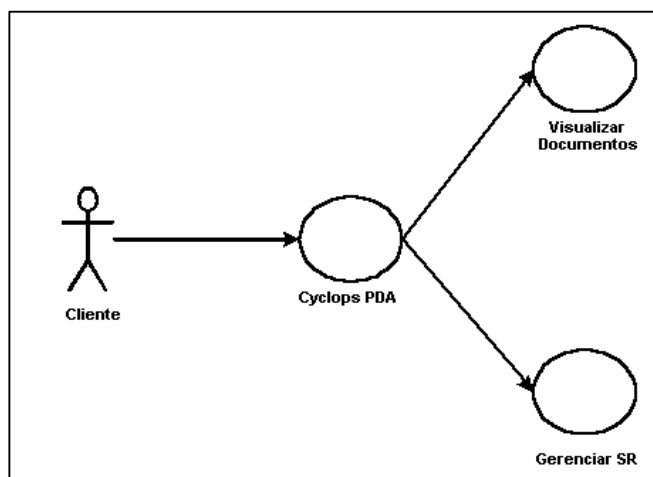 Visualizar
Documentos
Cyclops PDA
Cliente
Gerenciar SR